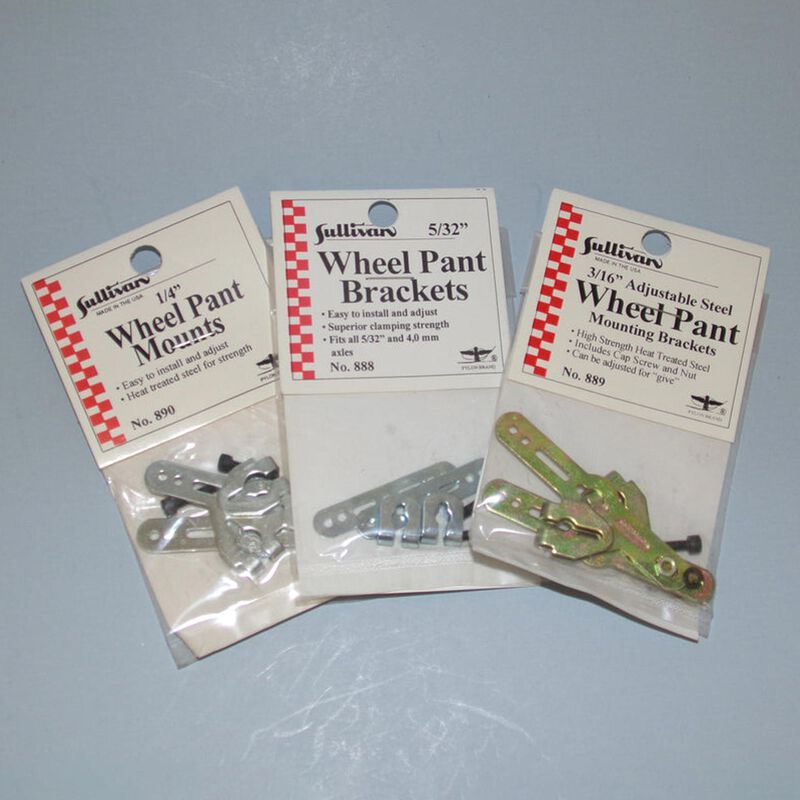 Sullivan
MADE IN THE USA
1/4”
Wheel Pant
Mounts
• Easy to install and adjust
• Heat treated steel for strength
No. 890
Sullivan
5/32”
Wheel Pant
Brackets
• Easy to install and adjust
• Superior clamping strength
• Fits all 5/32” and 4,0 mm
axles
No. 888
PYLON BRAND
Sullivan
MADE IN THE USA
3/16” Adjustable Steel
Wheel Pant
Mounting Brackets
• High Strength Heat Treated Steel
• Includes Cap Screw and Nut
• Can be adjusted for “give”
No. 889
PYLON BRAND